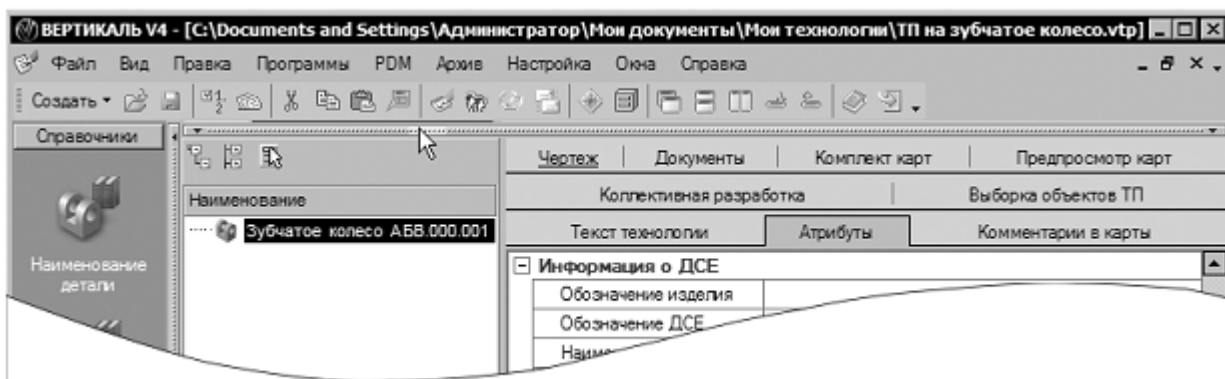 ВЕРТИКАЛЬ V4 - [C:\Documents and Settings\Администратор\Мои документы\Мои технологии\ТП на зубчатое колесо.vtp]
Файл Вид Правка Программы PDM Архив Настройка Окна Справка
Создать
Справочники
Чертеж Документы Комплект карт Предпросмотр карт
Наименование
Коллективная разработка Выборка объектов ТП
Зубчатое колесо АБВ.000.001
Текст технологии Атрибуты Комментарии в карты
Наименование
детали
Информация о ДСЕ
Обозначение изделия
Обозначение ДСЕ